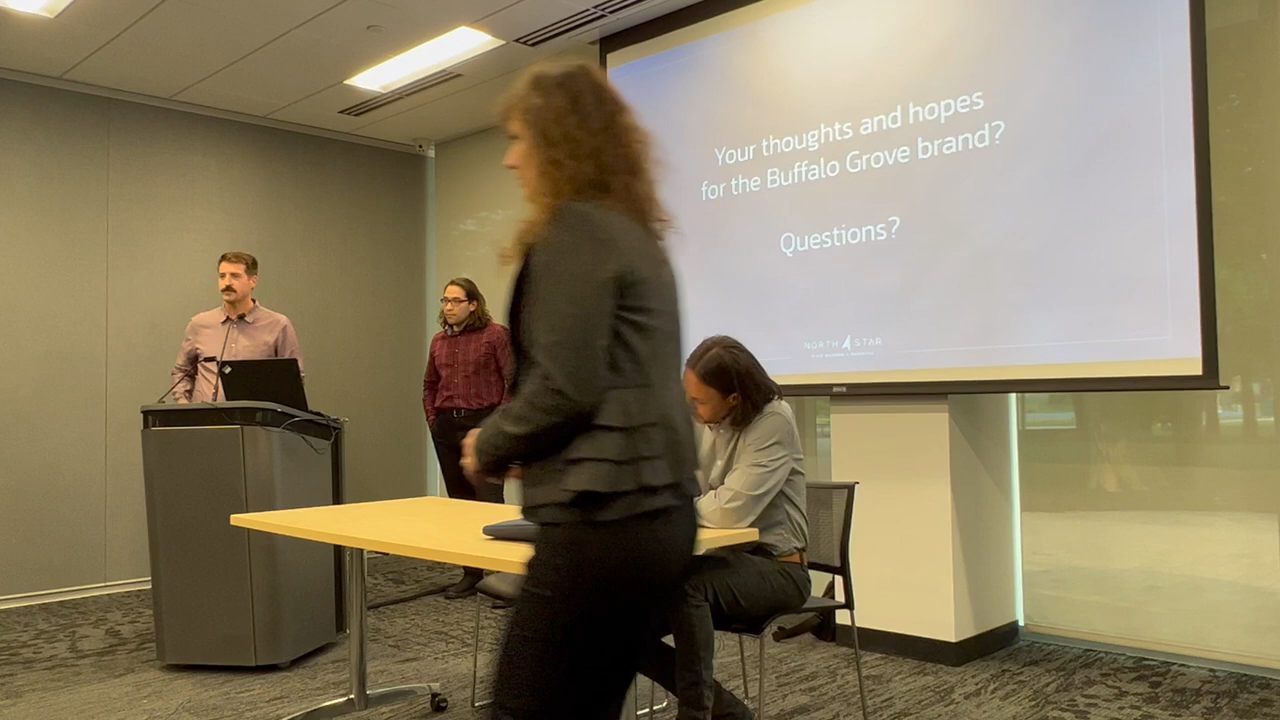 Your thoughts and hopes
for the Buffalo Grove brand?
Questions?
NORTH STAR